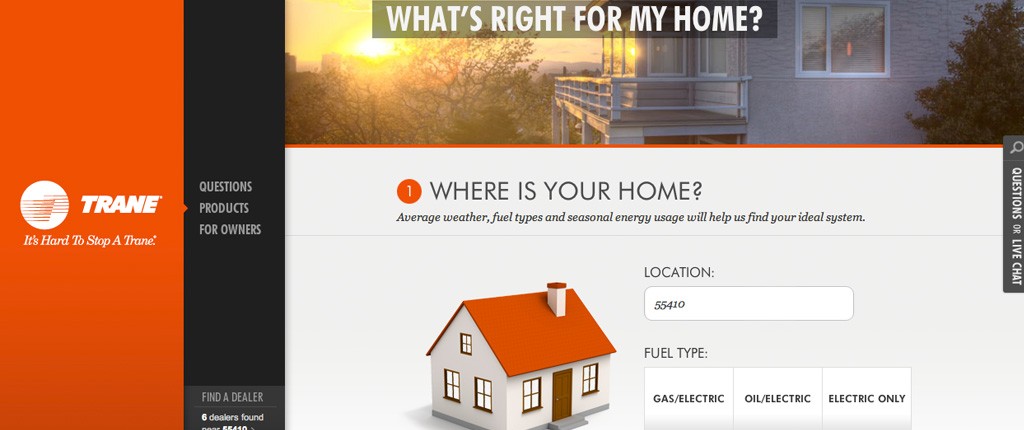 WHAT'S RIGHT FOR MY HOME?
TRANE®
It's Hard To Stop A Trane.®
QUESTIONS
PRODUCTS
FOR OWNERS
FIND A DEALER
6 dealers found
near 55410 >
1 WHERE IS YOUR HOME?
Average weather, fuel types and seasonal energy usage will help us find your ideal system.
LOCATION:
55410
FUEL TYPE:
GAS/ELECTRIC
OIL/ELECTRIC
ELECTRIC ONLY
QUESTIONS OR LIVE CHAT